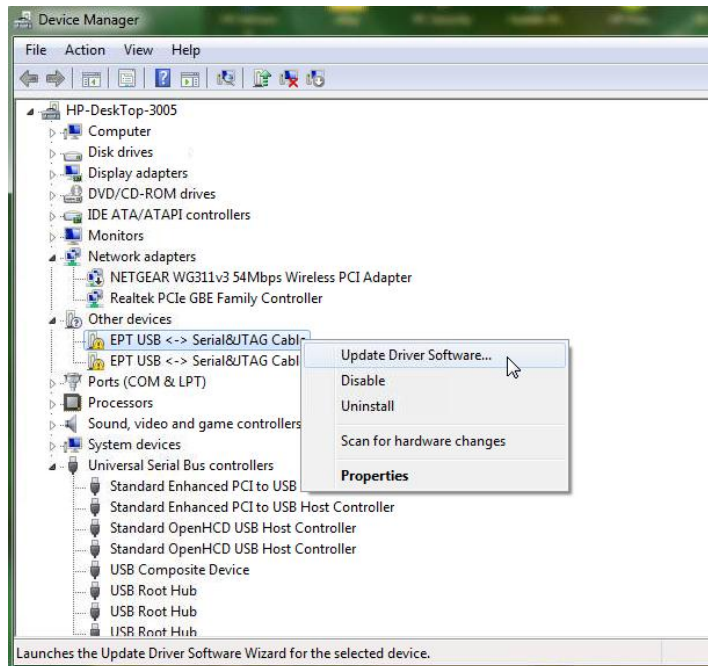 Device Manager
File Action View Help
HP-DeskTop-3005
Computer
Disk drives
Display adapters
DVD/CD-ROM drives
IDE ATA/ATAPI controllers
Monitors
Network adapters
NETGEAR WG311v3 54Mbps Wireless PCI Adapter
Realtek PCIe GBE Family Controller
Other devices
EPT USB <-> Serial&JTAG Cable
EPT USB <-> Serial&JTAG Cabl
Ports (COM & LPT)
Processors
Sound, video and game controllers
System devices
Universal Serial Bus controllers
Standard Enhanced PCI to USB
Standard Enhanced PCI to USB Host Controller
Standard OpenHCD USB Host Controller
Standard OpenHCD USB Host Controller
USB Composite Device
USB Root Hub
USB Root Hub
USB Root Hub
Update Driver Software...
Disable
Uninstall
Scan for hardware changes
Properties
Launches the Update Driver Software Wizard for the selected device.